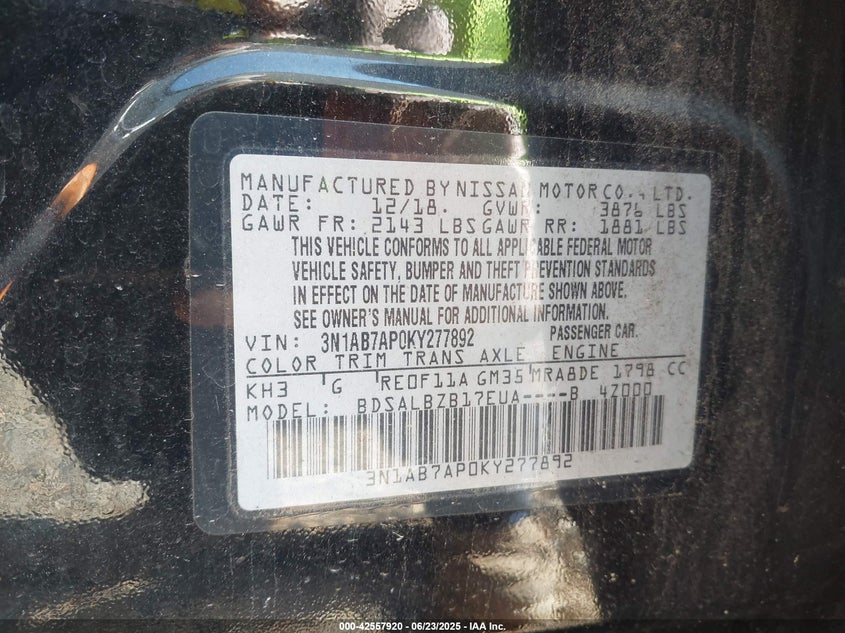 MANUFACTURED BY NISSAN MOTOR CO., LTD.
DATE: 12/18. GVWR: 3876 LBS
GAWR FR: 2143 LBS GAWR RR: 1881 LBS
THIS VEHICLE CONFORMS TO ALL APPLICABLE FEDERAL MOTOR
VEHICLE SAFETY, BUMPER AND THEFT PREVENTION STANDARDS
IN EFFECT ON THE DATE OF MANUFACTURE SHOWN ABOVE.
SEE OWNER'S MANUAL FOR ADDITIONAL INFORMATION.
VIN: 3N1AB7AP0KY277892 PASSENGER CAR.
COLOR TRIM TRANS AXLE ENGINE
KH3 G RE0F11A GM35 MRA8DE 1798 CC
MODEL: BDSALBZB17EUA----B 4Z000
3N1AB7AP0KY277892
000-42557920 - 06/23/2025 - IAA Inc.